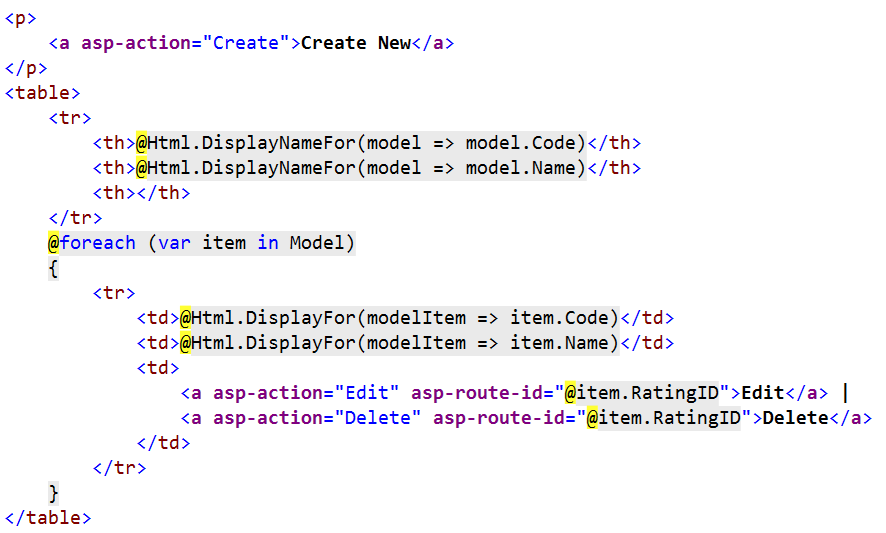 <p>
    <a asp-action="Create">Create New</a>
</p>
<table>
    <tr>
        <th>@Html.DisplayNameFor(model => model.Code)</th>
        <th>@Html.DisplayNameFor(model => model.Name)</th>
        <th></th>
    </tr>
    @foreach (var item in Model)
    {
        <tr>
            <td>@Html.DisplayFor(modelItem => item.Code)</td>
            <td>@Html.DisplayFor(modelItem => item.Name)</td>
            <td>
                <a asp-action="Edit" asp-route-id="@item.RatingID">Edit</a> |
                <a asp-action="Delete" asp-route-id="@item.RatingID">Delete</a>
            </td>
        </tr>
    }
</table>